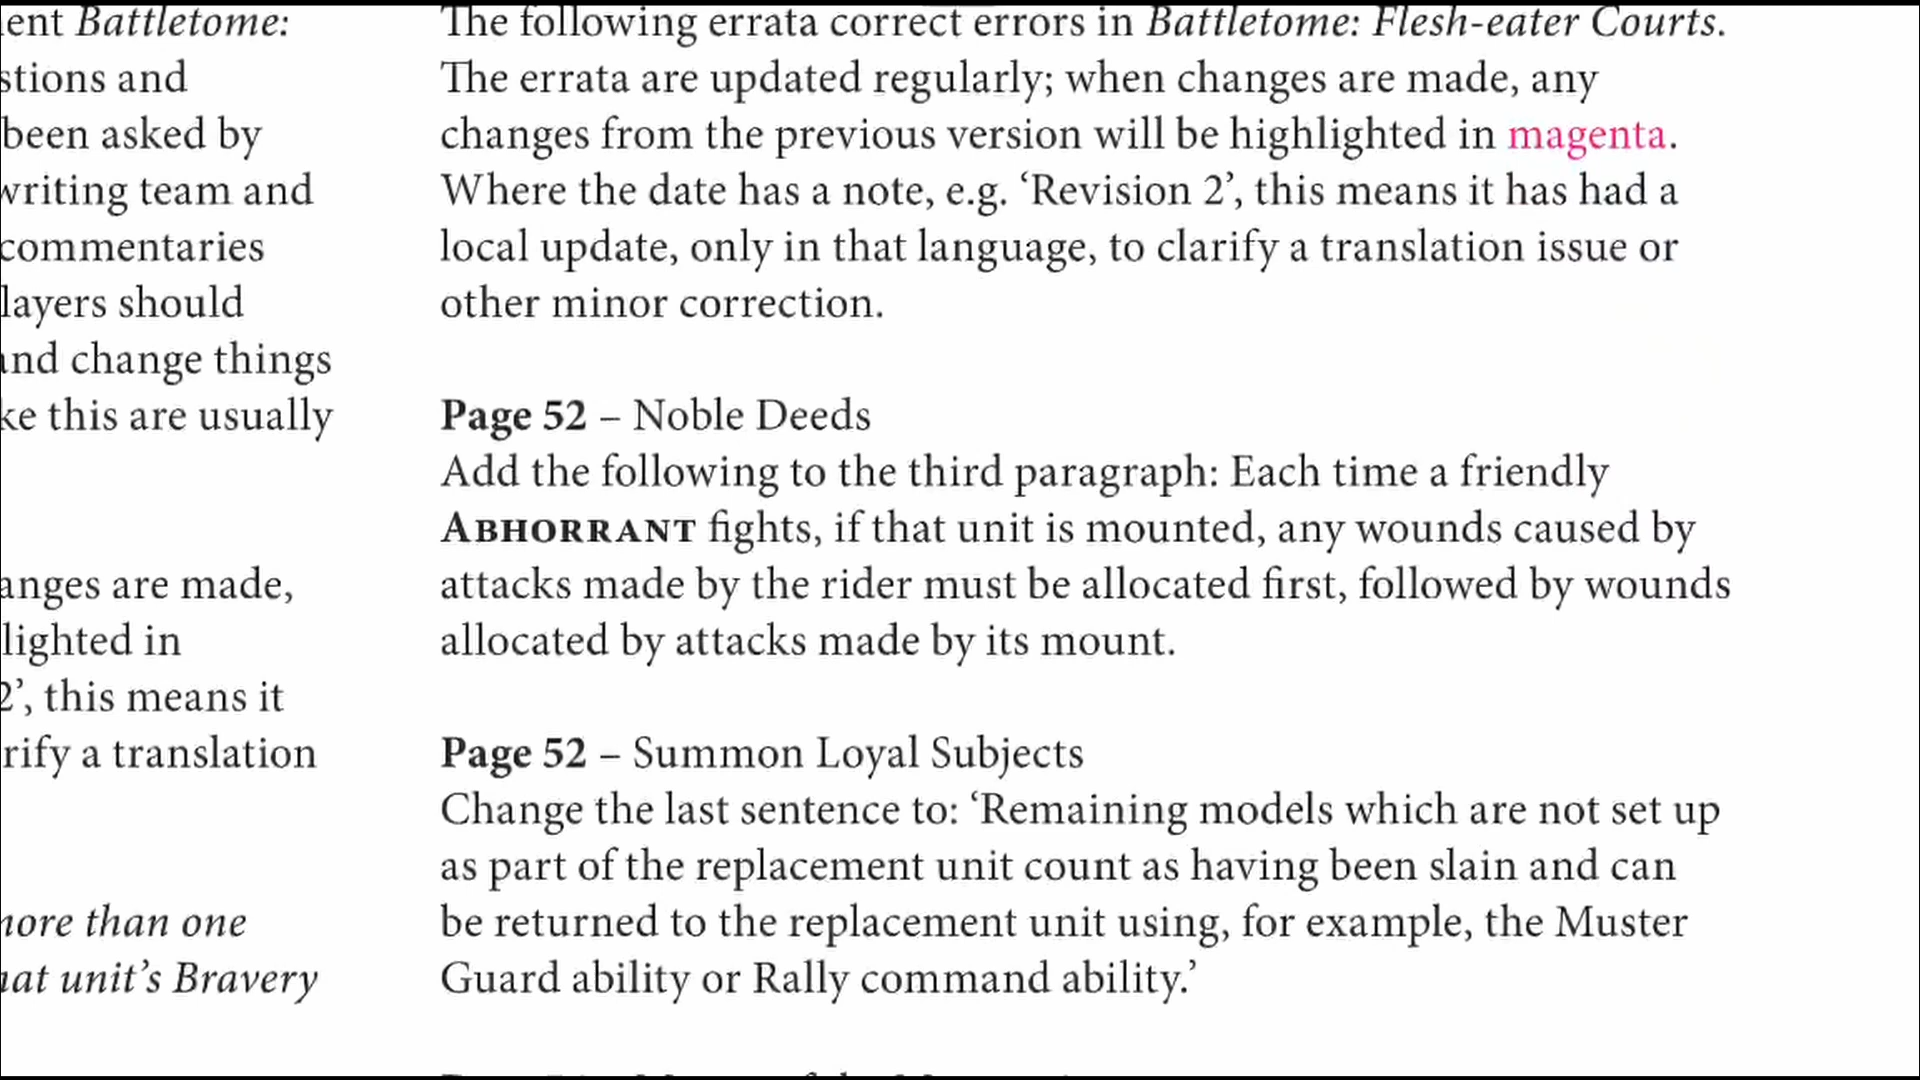 ent Battletome:
stions and
been asked by
writing team and
commentaries
layers should
and change things
ke this are usually
anges are made,
lighted in
2’, this means it
rify a translation
more than one
hat unit’s Bravery
The following errata correct errors in Battletome: Flesh-eater Courts.
The errata are updated regularly; when changes are made, any
changes from the previous version will be highlighted in magenta.
Where the date has a note, e.g. ‘Revision 2’, this means it has had a
local update, only in that language, to clarify a translation issue or
other minor correction.
Page 52 – Noble Deeds
Add the following to the third paragraph: Each time a friendly
ABHORRANT fights, if that unit is mounted, any wounds caused by
attacks made by the rider must be allocated first, followed by wounds
allocated by attacks made by its mount.
Page 52 – Summon Loyal Subjects
Change the last sentence to: ‘Remaining models which are not set up
as part of the replacement unit count as having been slain and can
be returned to the replacement unit using, for example, the Muster
Guard ability or Rally command ability.’